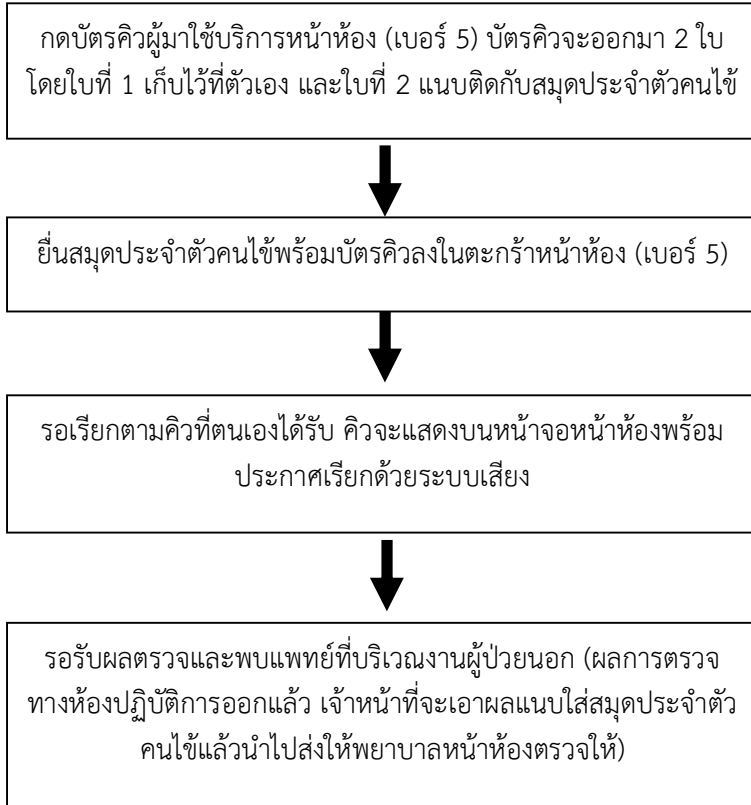 กดบัตรคิวผู้มาใช้บริการหน้าห้อง (เบอร์ 5) บัตรคิวจะออกมา 2 ใบ
โดยใบที่ 1 เก็บไว้ที่ตัวเอง และใบที่ 2 แนบติดกับสมุดประจำตัวคนไข้
ยื่นสมุดประจำตัวคนไข้พร้อมบัตรคิวลงในตะกร้าหน้าห้อง (เบอร์ 5)
รอเรียกตามคิวที่ตนเองได้รับ คิวจะแสดงบนหน้าจอหน้าห้องพร้อม
ประกาศเรียกด้วยระบบเสียง
รอรับผลตรวจและพบแพทย์ที่บริเวณงานผู้ป่วยนอก (ผลการตรวจ
ทางห้องปฏิบัติการออกแล้ว เจ้าหน้าที่จะเอาผลแนบใส่สมุดประจำตัว
คนไข้แล้วนำไปส่งให้พยาบาลหน้าห้องตรวจให้)